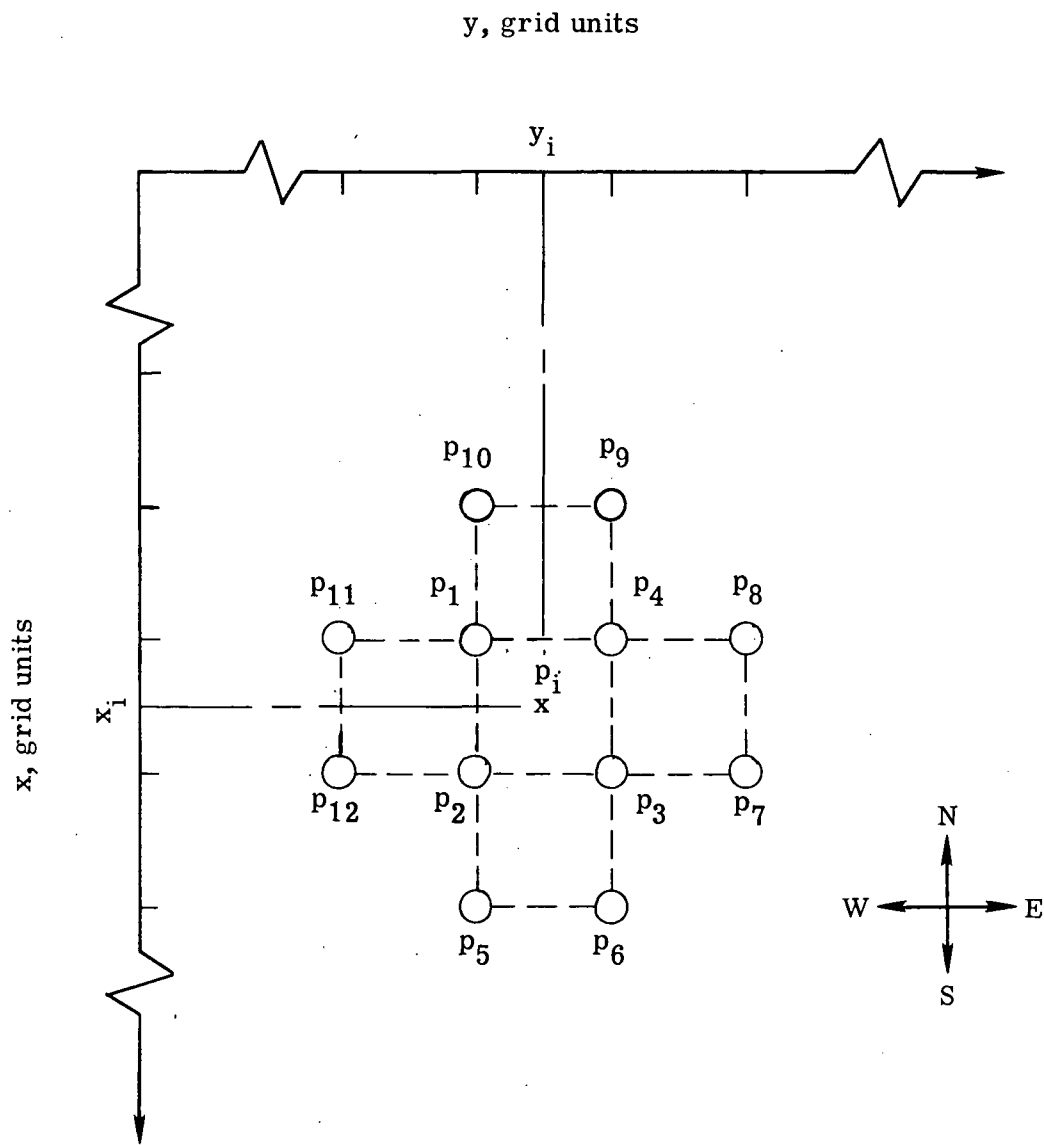 y, grid units
y_i
p_10
p_9
p_11
p_1
p_4
p_8
p_i
x, grid units
x_i
x
p_12
p_2
p_3
p_7
N
W
E
p_5
p_6
S